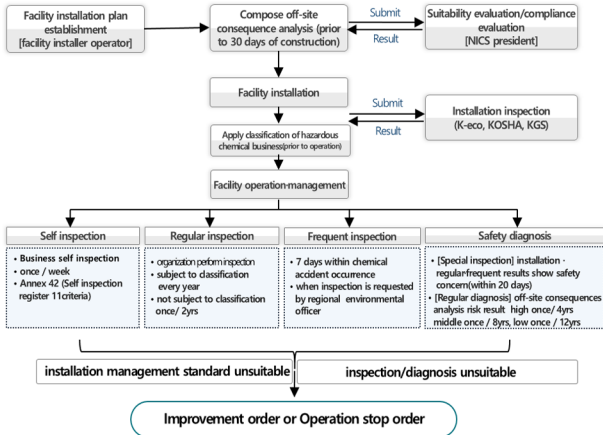 Facility installation plan
establishment
[facility installer operator]
Compose off-site
consequence analysis (prior
to 30 days of construction)
Submit
Result
Suitability evaluation/compliance
evaluation
[NICS president]
Facility installation
Submit
Result
Installation inspection
(K-eco, KOSHA, KGS)
Apply classification of hazardous
chemical business(prior to operation)
Facility operation·management
Self inspection
• Business self inspection
• once / week
• Annex 42 (Self inspection
register 11criteria)
Regular inspection
• organization perform inspection
• subject to classification
every year
• not subject to classification
once/ 2yrs
Frequent inspection
• 7 days within chemical
accident occurrence
• when inspection is requested
by regional environmental
officer
Safety diagnosis
• [Special inspection] installation ·
regular·frequent results show safety
concern(within 20 days)
• [Regular diagnosis] off-site consequences
analysis risk result high once/ 4yrs
middle once / 8yrs, low once / 12yrs
installation management standard unsuitable
inspection/diagnosis unsuitable
Improvement order or Operation stop order